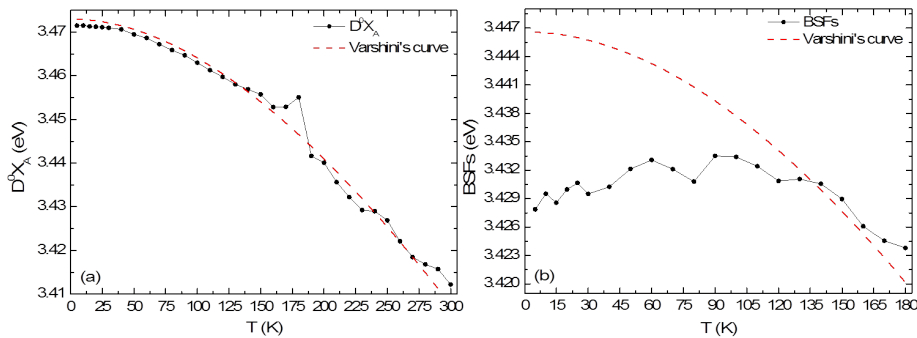 3.47
3.46
3.45
3.44
3.43
3.42
3.41
D⁰X_A (eV)
D⁰X_A
Varshini's curve
(a)
0 25 50 75 100 125 150 175 200 225 250 275 300
T (K)
3.447
3.444
3.441
3.438
3.435
3.432
3.429
3.426
3.423
3.420
BSFs (eV)
BSFs
Varshini's curve
(b)
0 15 30 45 60 75 90 105 120 135 150 165 180
T (K)